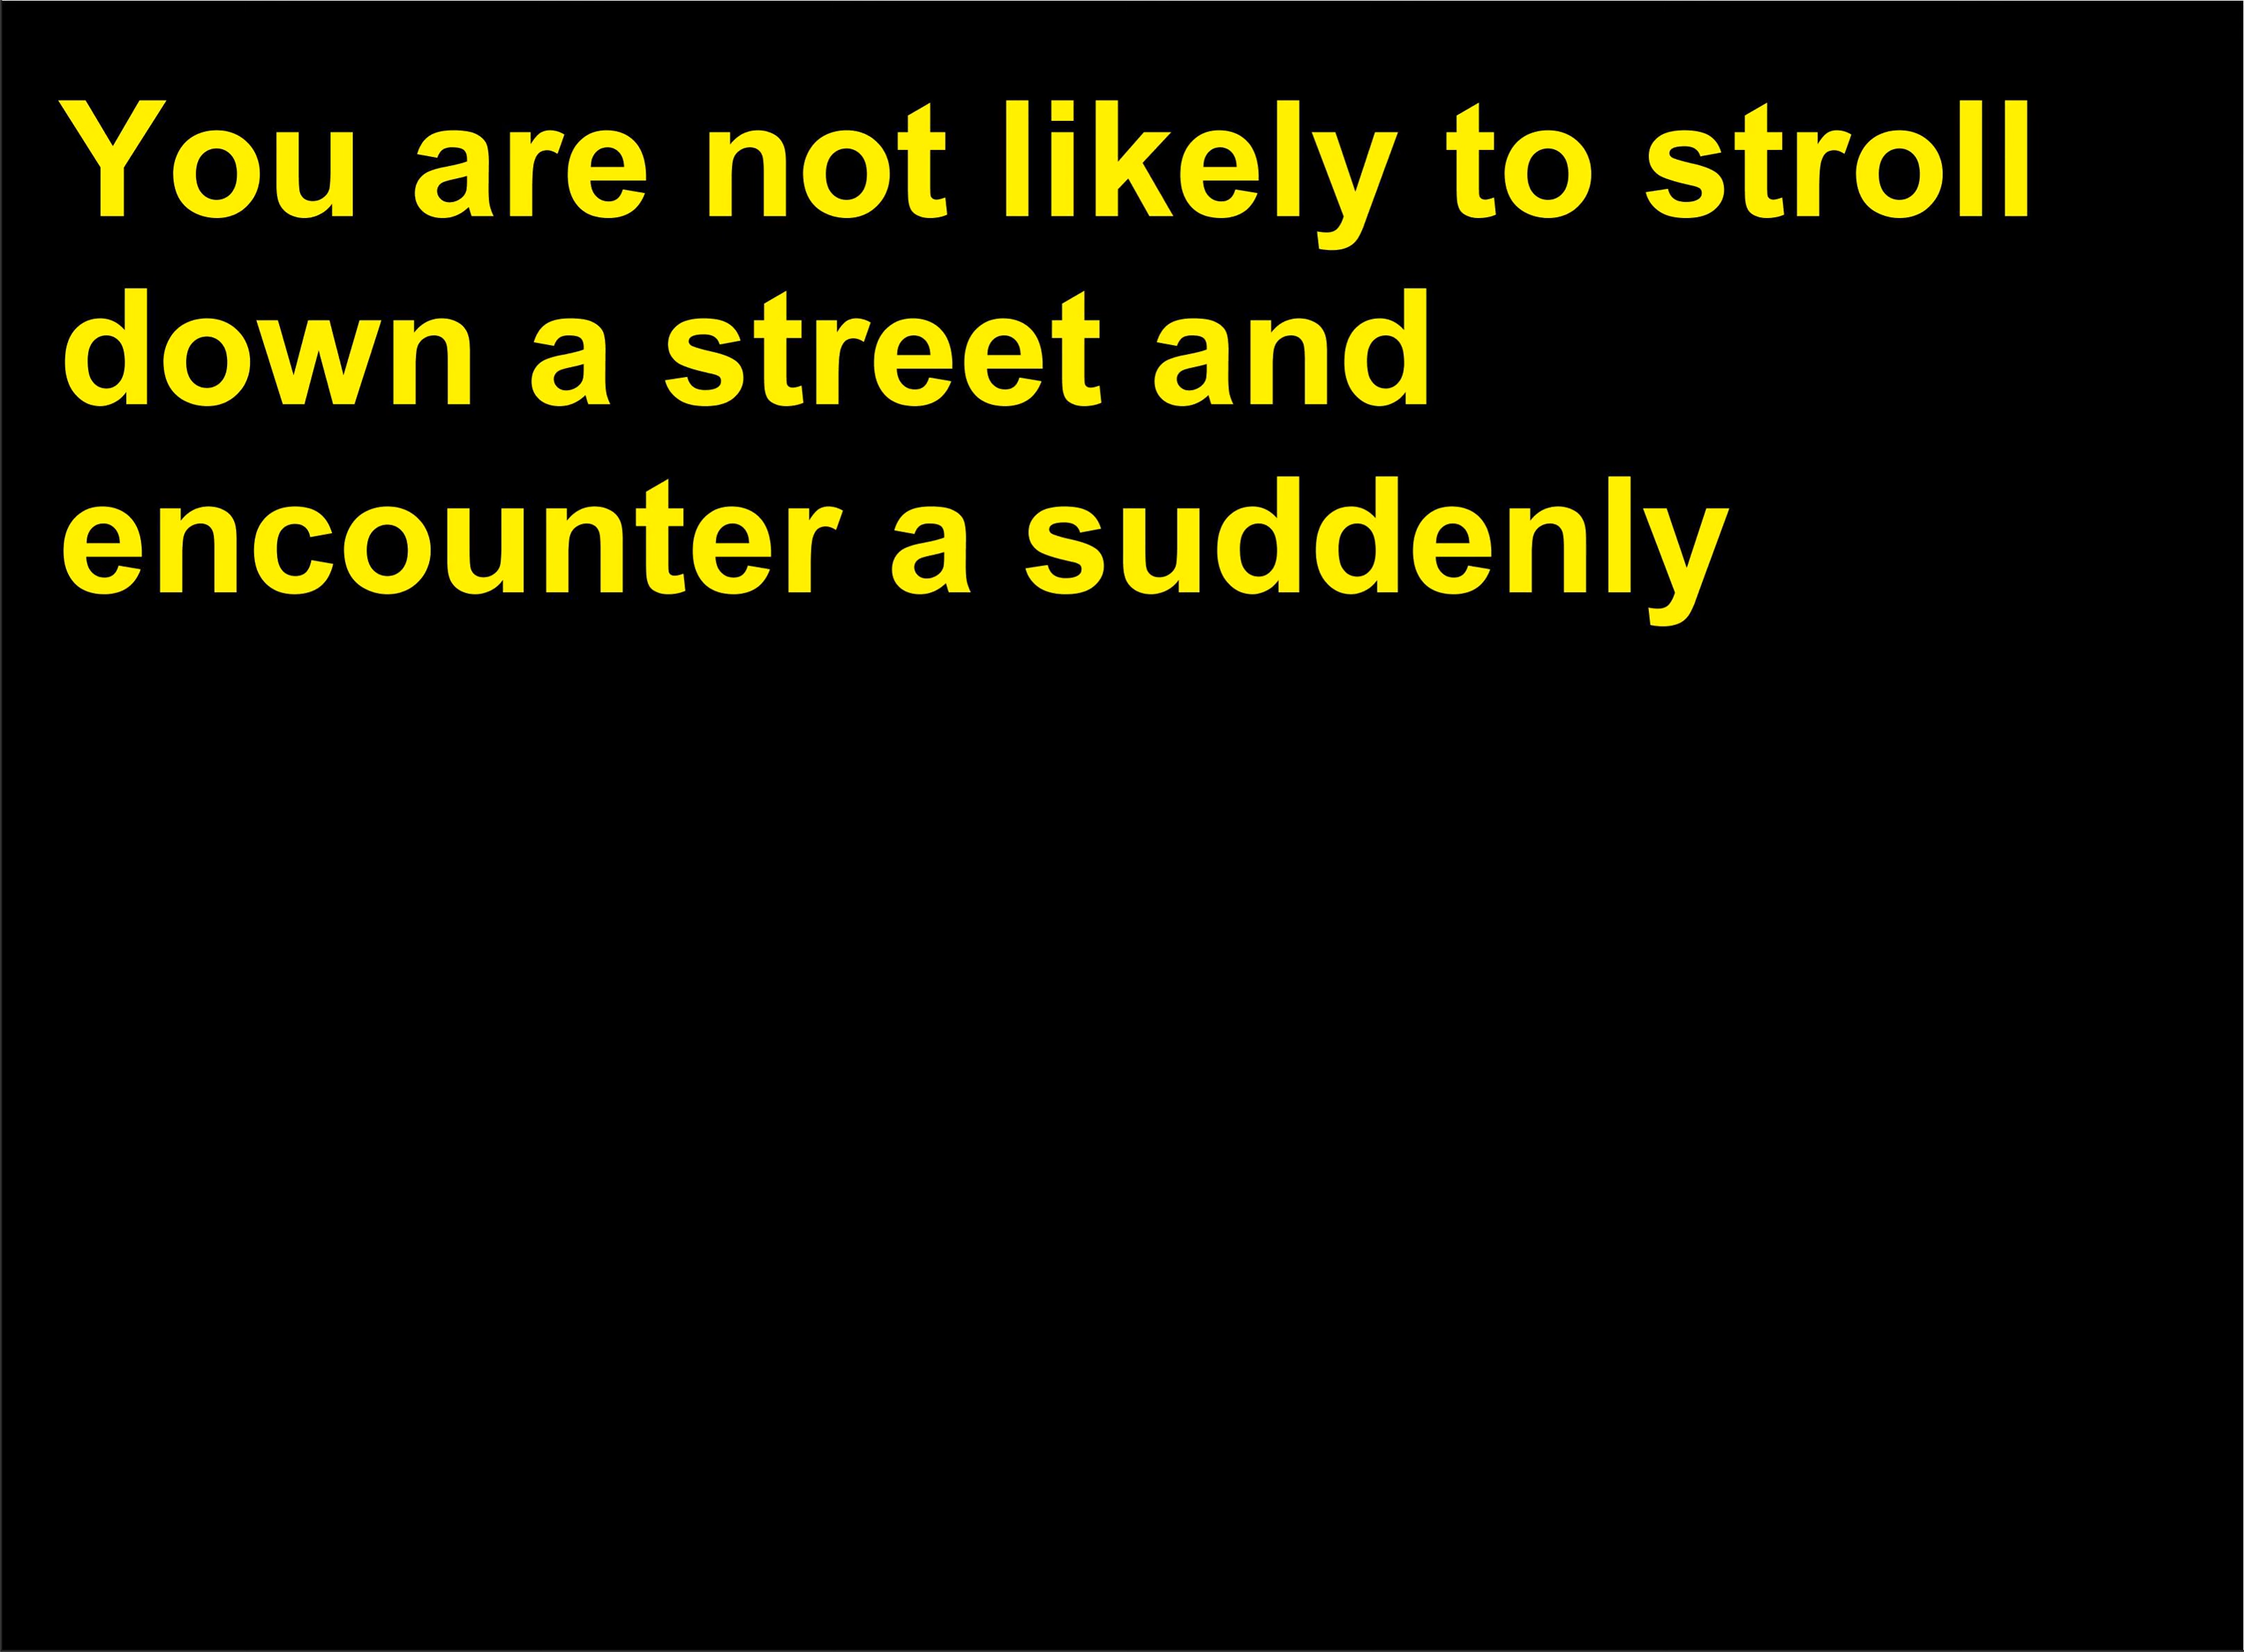 You are not likely to stroll
down a street and
encounter a suddenly